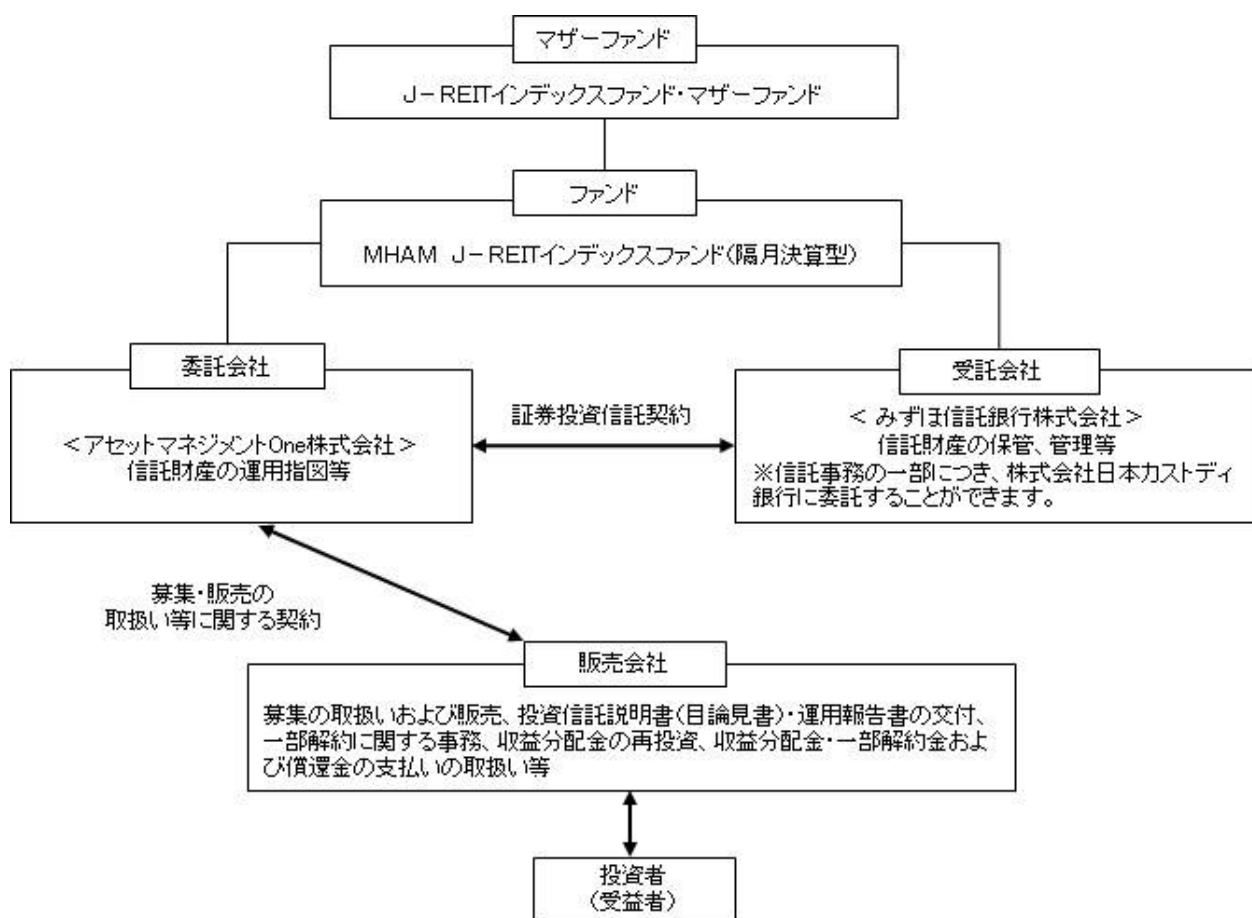 マザーファンド
J－REITインデックスファンド・マザーファンド
ファンド
MHAM J－REITインデックスファンド(隔月決算型)
委託会社
＜アセットマネジメントOne株式会社＞
信託財産の運用指図等
証券投資信託契約
受託会社
＜みずほ信託銀行株式会社＞
信託財産の保管、管理等
※信託事務の一部につき、株式会社日本カストディ
銀行に委託することができます。
募集・販売の
取扱い等に関する契約
販売会社
募集の取扱いおよび販売、投資信託説明書(目論見書)・運用報告書の交付、
一部解約に関する事務、収益分配金の再投資、収益分配金・一部解約金およ
び償還金の支払いの取扱い等
投資者
(受益者)